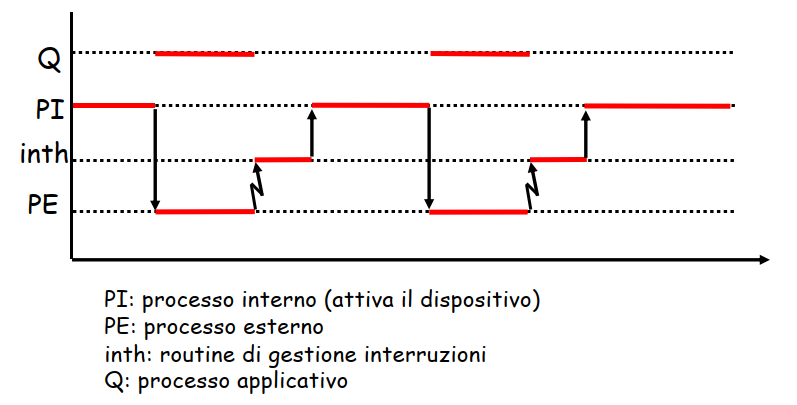 Q
PI
inth
PE
PI: processo interno (attiva il dispositivo)
PE: processo esterno
inth: routine di gestione interruzioni
Q: processo applicativo